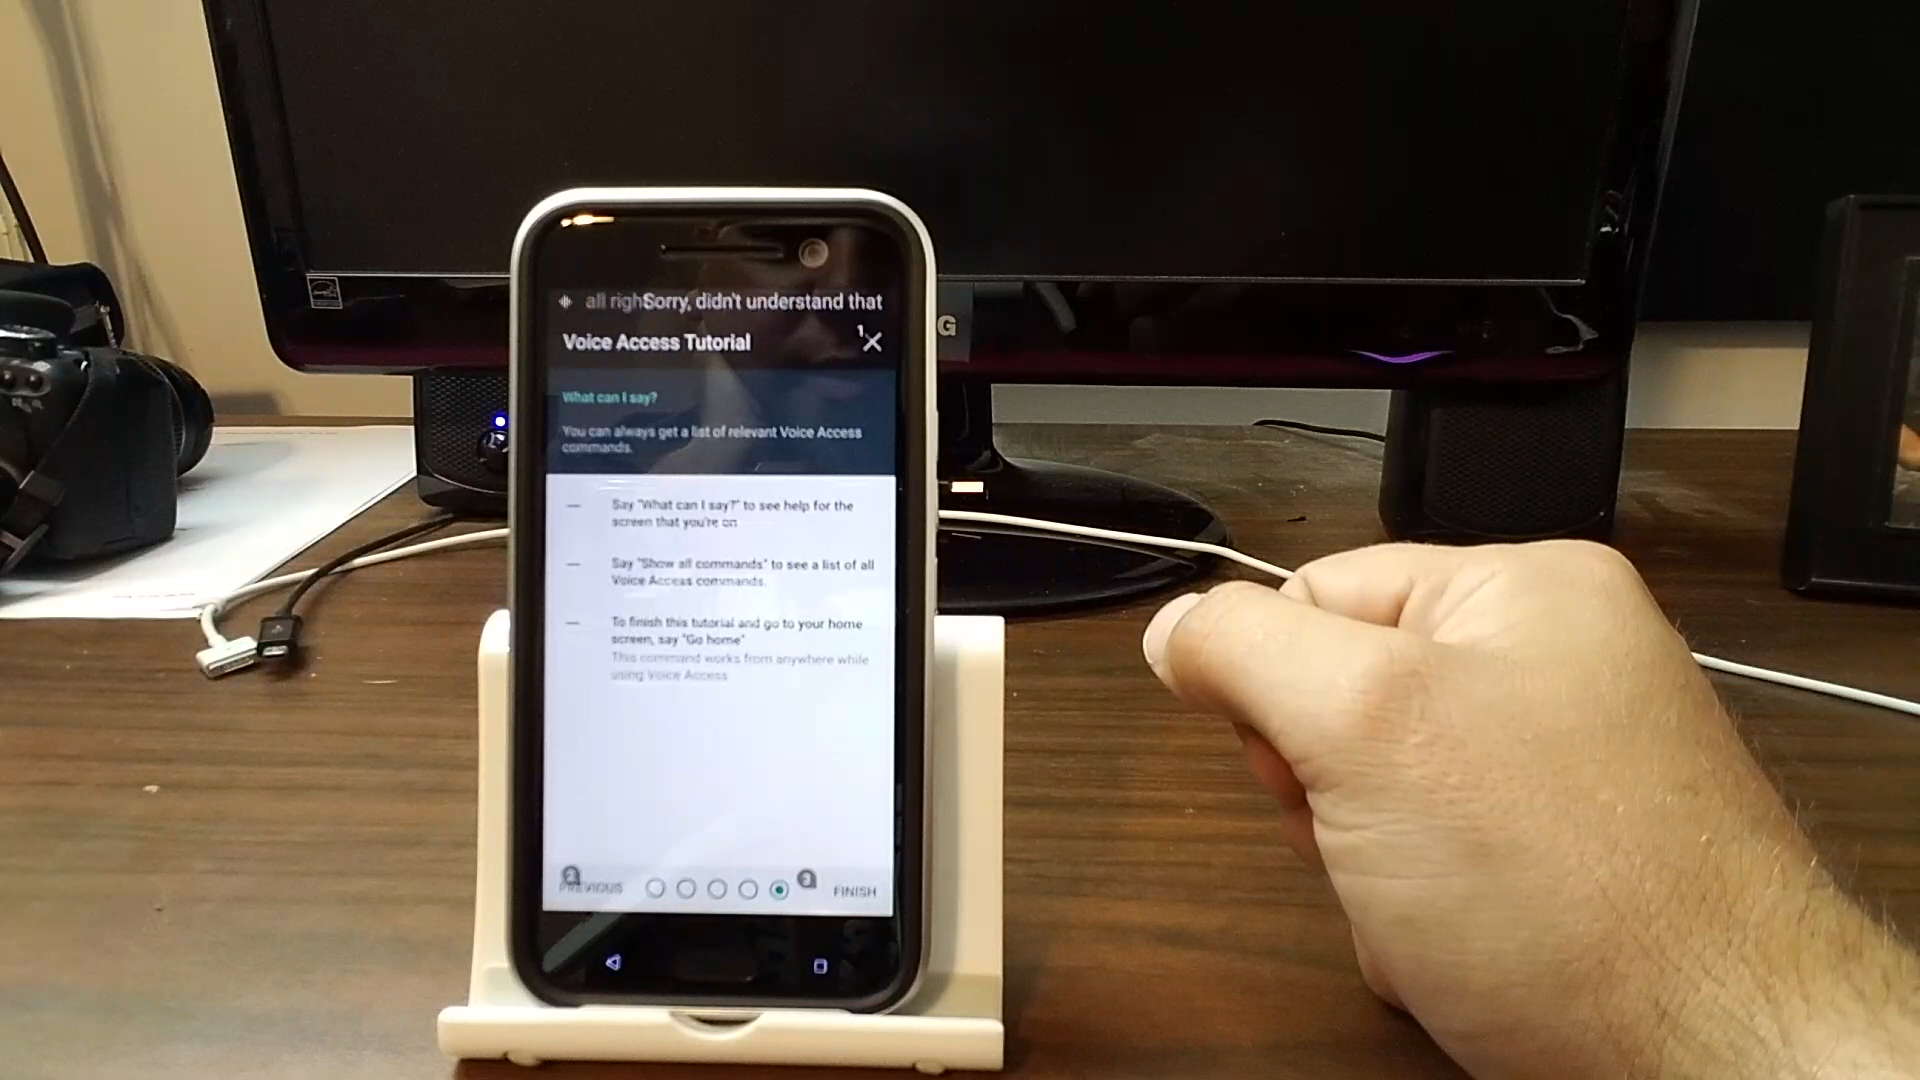 all righSorry, didn't understand that
Voice Access Tutorial
1
What can I say?
You can always get a list of relevant Voice Access
commands.
Say "What can I say?" to see help for the
screen that you're on
Say "Show all commands" to see a list of all
Voice Access commands.
To finish this tutorial and go to your home
screen, say "Go home"
This command works from anywhere while
using Voice Access
PREVIOUS
FINISH
G